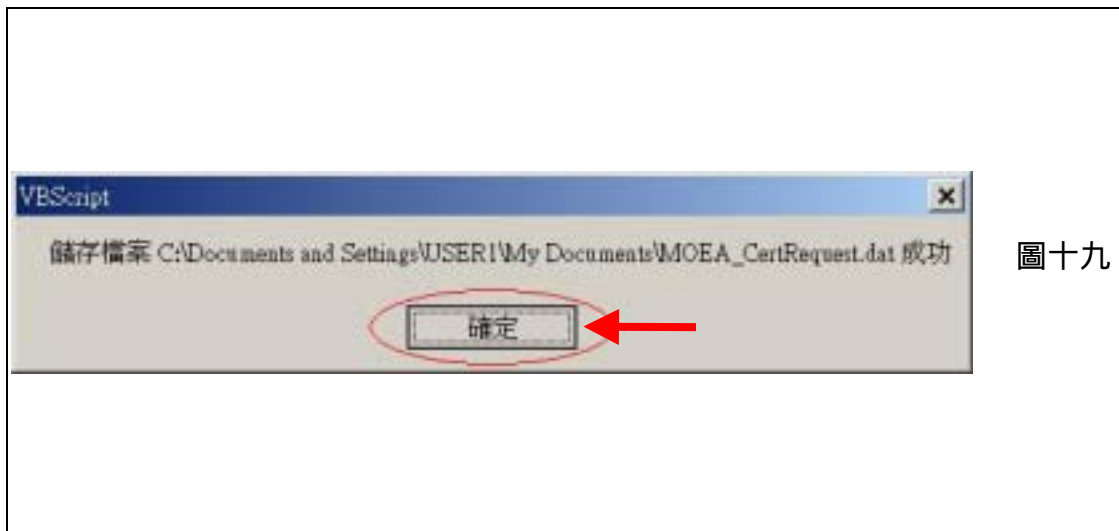 VBScript
儲存檔案 C:\Documents and Settings\USER1\My Documents\MOEA_CertRequest.dat 成功
圖十九
確定